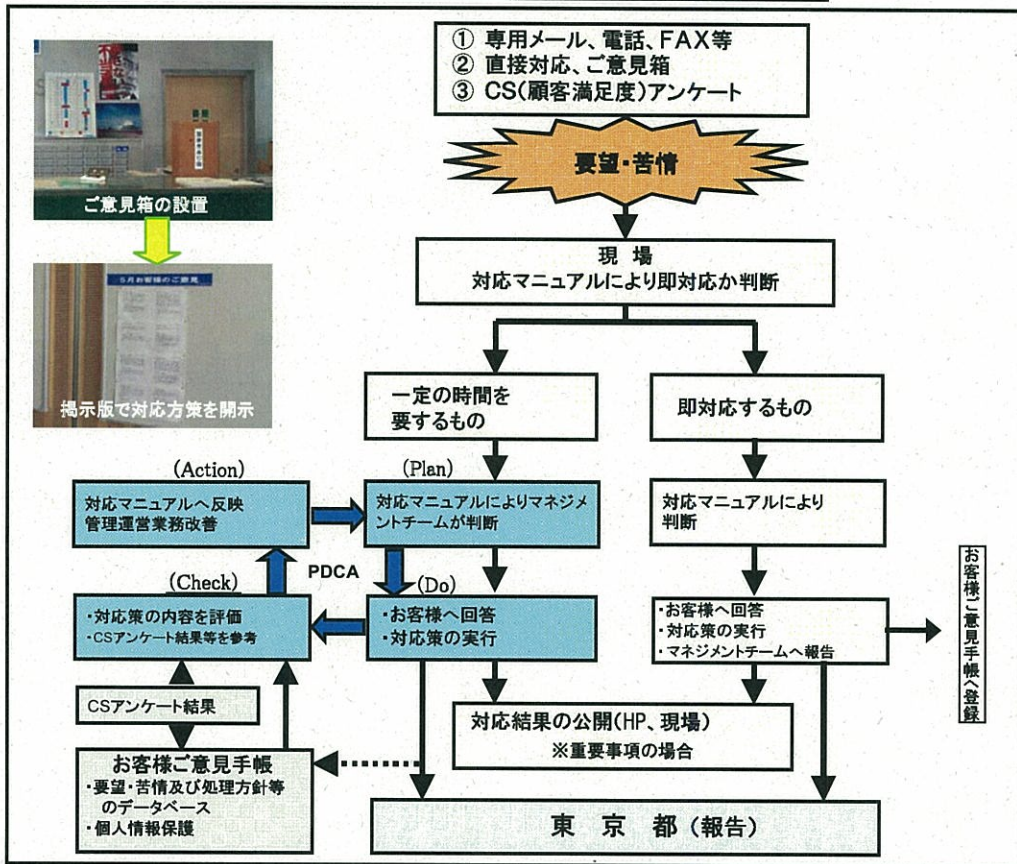 ① 専用メール、電話、FAX等
② 直接対応、ご意見箱
③ CS(顧客満足度)アンケート
要望・苦情
ご意見箱の設置
5月お客様のご意見
掲示版で対応方策を開示
現 場
対応マニュアルにより即対応か判断
一定の時間を
要するもの
即対応するもの
(Action)
対応マニュアルへ反映
管理運営業務改善
(Plan)
対応マニュアルによりマネジメ
ントチームが判断
対応マニュアルにより
判断
PDCA
(Check)
・対応策の内容を評価
・CSアンケート結果等を参考
(Do)
・お客様へ回答
・対応策の実行
・お客様へ回答
・対応策の実行
・マネジメントチームへ報告
お客様ご意見手帳へ登録
CSアンケート結果
対応結果の公開(HP、現場)
※重要事項の場合
お客様ご意見手帳
・要望・苦情及び処理方針等
のデータベース
・個人情報保護
東 京 都 (報告)